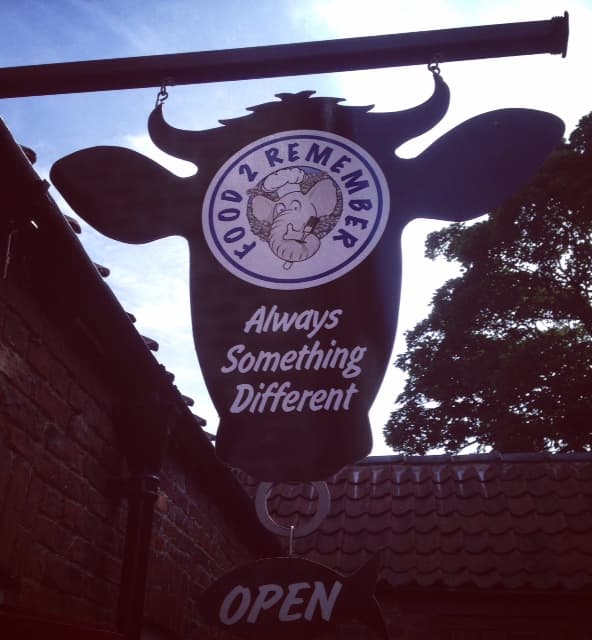 FOOD 2 REMEMBER
Always
Something
Different
OPEN